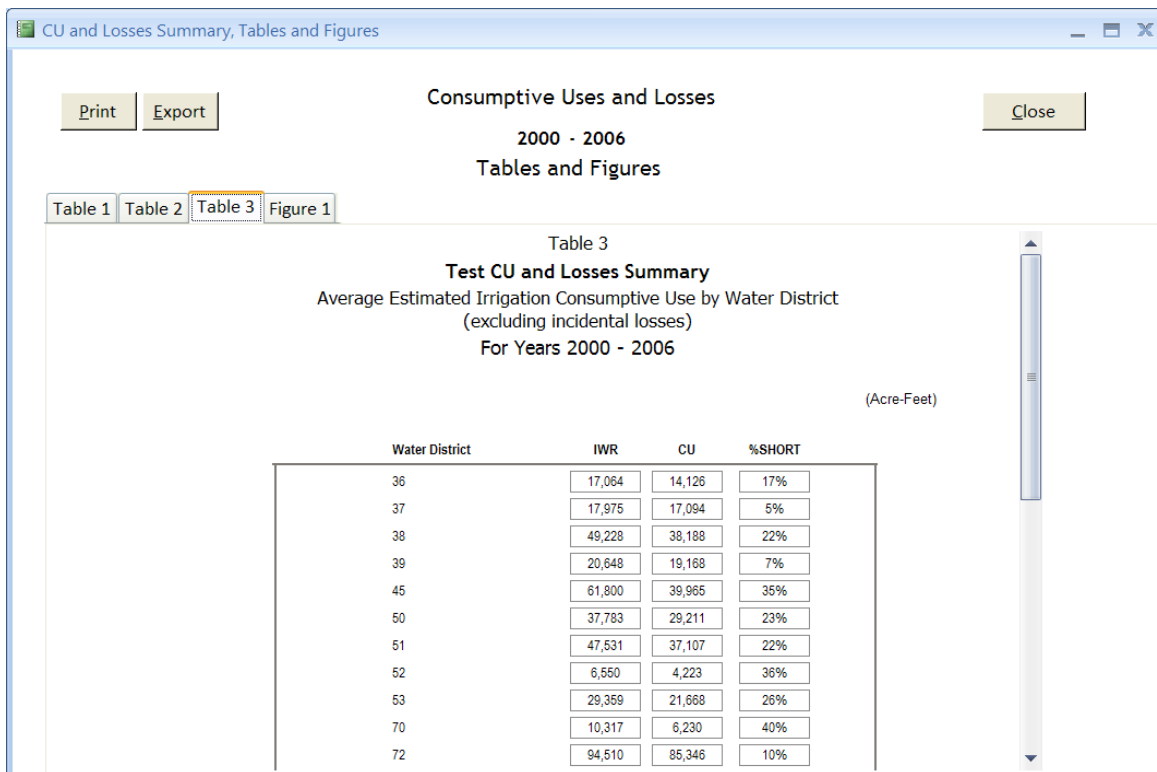 CU and Losses Summary, Tables and Figures
Print Export Consumptive Uses and Losses Close
2000 - 2006
Tables and Figures
Table 1 Table 2 Table 3 Figure 1
Table 3
Test CU and Losses Summary
Average Estimated Irrigation Consumptive Use by Water District
(excluding incidental losses)
For Years 2000 - 2006
(Acre-Feet)
Water District IWR CU %SHORT
36 17,064 14,126 17%
37 17,975 17,094 5%
38 49,228 38,188 22%
39 20,648 19,168 7%
45 61,800 39,965 35%
50 37,783 29,211 23%
51 47,531 37,107 22%
52 6,550 4,223 36%
53 29,359 21,668 26%
70 10,317 6,230 40%
72 94,510 85,346 10%